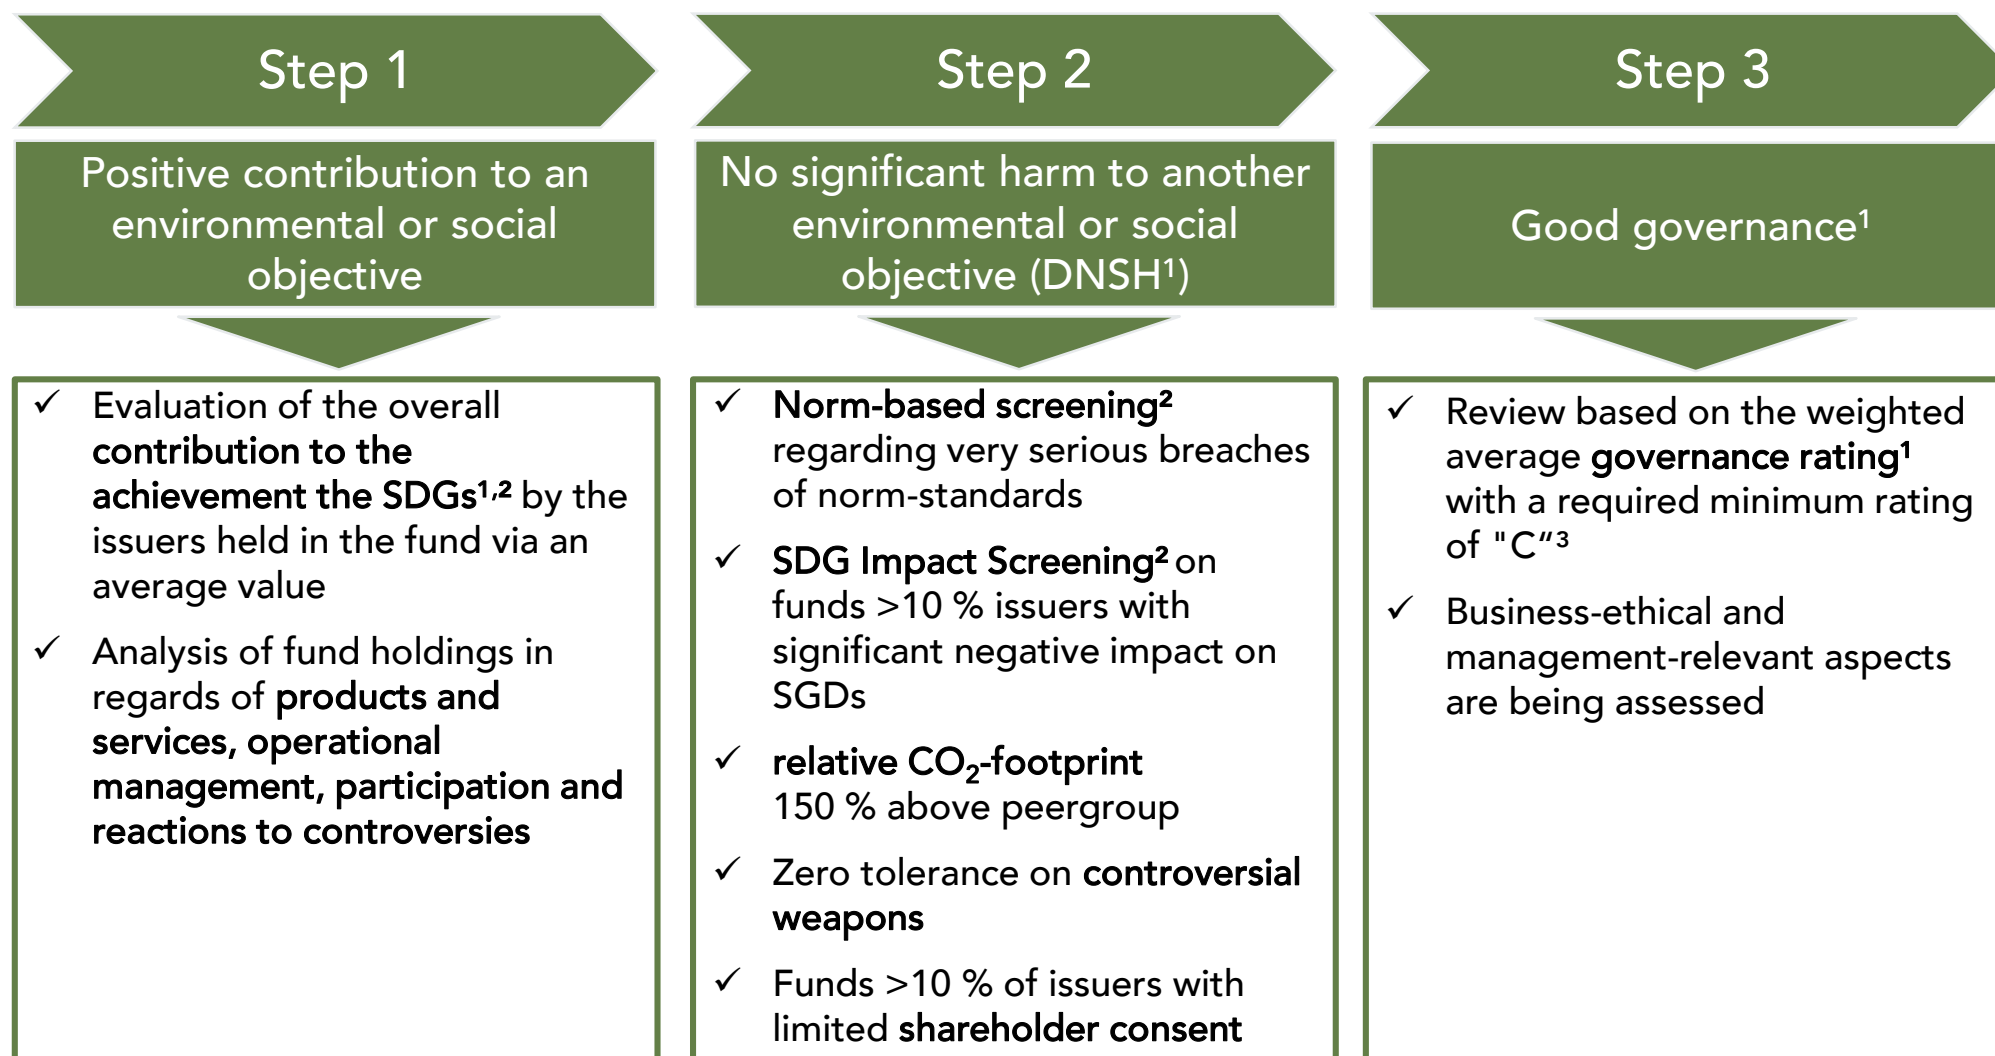 Step 1
Positive contribution to an
environmental or social
objective
✓ Evaluation of the overall
contribution to the
achievement the SDGs¹,² by the
issuers held in the fund via an
average value
✓ Analysis of fund holdings in
regards of products and
services, operational
management, participation and
reactions to controversies
Step 2
No significant harm to another
environmental or social
objective (DNSH¹)
✓ Norm-based screening²
regarding very serious breaches
of norm-standards
✓ SDG Impact Screening² on
funds >10 % issuers with
significant negative impact on
SGDs
✓ relative CO₂-footprint
150 % above peergroup
✓ Zero tolerance on controversial
weapons
✓ Funds >10 % of issuers with
limited shareholder consent
Step 3
Good governance¹
✓ Review based on the weighted
average governance rating¹
with a required minimum rating
of "C“³
✓ Business-ethical and
management-relevant aspects
are being assessed